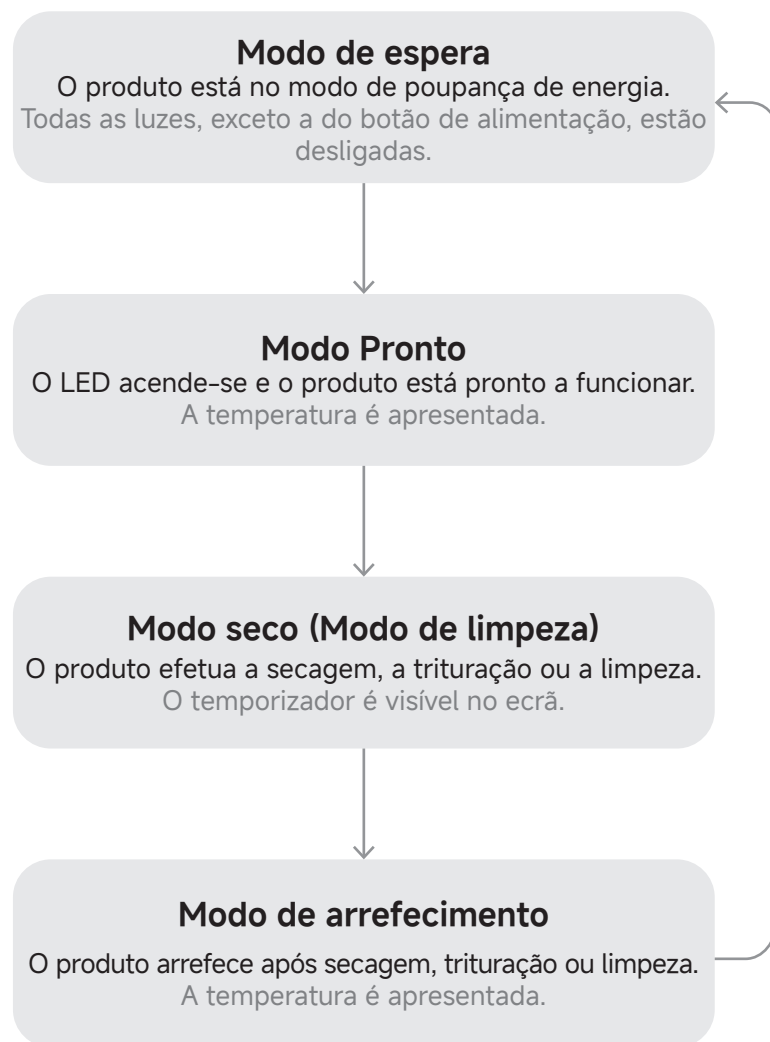 Modo de espera
O produto está no modo de poupança de energia.
Todas as luzes, exceto a do botão de alimentação, estão
desligadas.
Modo Pronto
O LED acende-se e o produto está pronto a funcionar.
A temperatura é apresentada.
Modo seco (Modo de limpeza)
O produto efetua a secagem, a trituração ou a limpeza.
O temporizador é visível no ecrã.
Modo de arrefecimento
O produto arrefece após secagem, trituração ou limpeza.
A temperatura é apresentada.